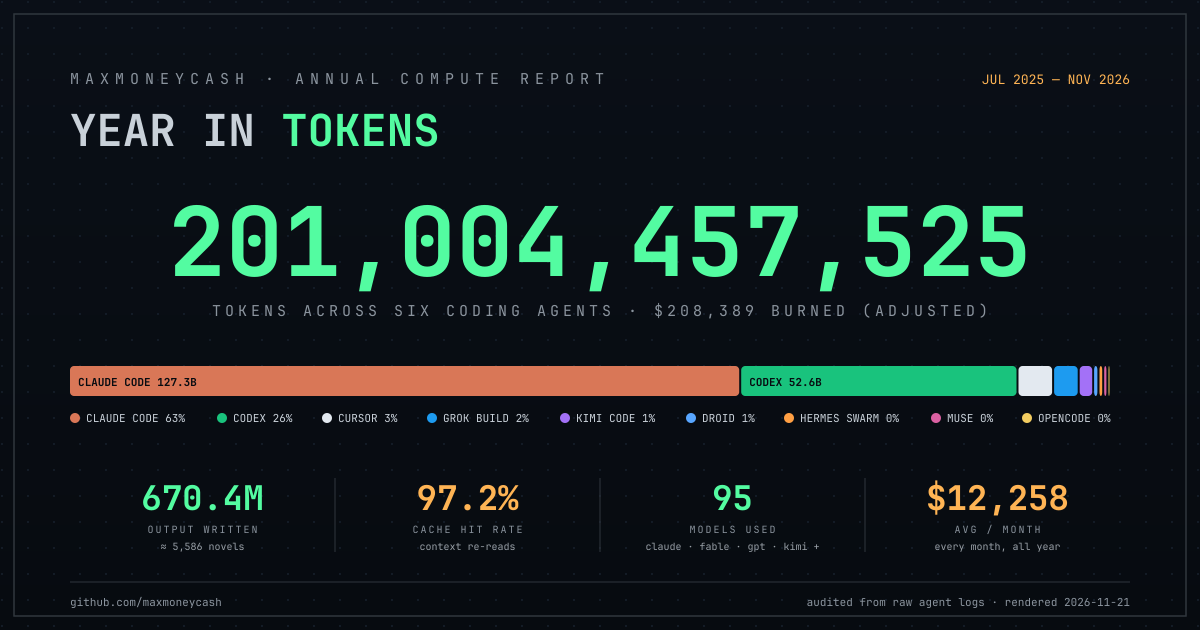 MAXMONEYCASH · ANNUAL COMPUTE REPORT
JUL 2025 — NOV 2026
YEAR IN TOKENS
201,004,457,525
TOKENS ACROSS SIX CODING AGENTS · $208,389 BURNED (ADJUSTED)
CLAUDE CODE 127.3B
CODEX 52.6B
CLAUDE CODE 63%
CODEX 26%
CURSOR 3%
GROK BUILD 2%
KIMI CODE 1%
DROID 1%
HERMES SWARM 0%
MUSE 0%
OPENCODE 0%
670.4M
OUTPUT WRITTEN
≈ 5,586 novels
97.2%
CACHE HIT RATE
context re-reads
95
MODELS USED
claude · fable · gpt · kimi +
$12,258
AVG / MONTH
every month, all year
github.com/maxmoneycash
audited from raw agent logs · rendered 2026-11-21